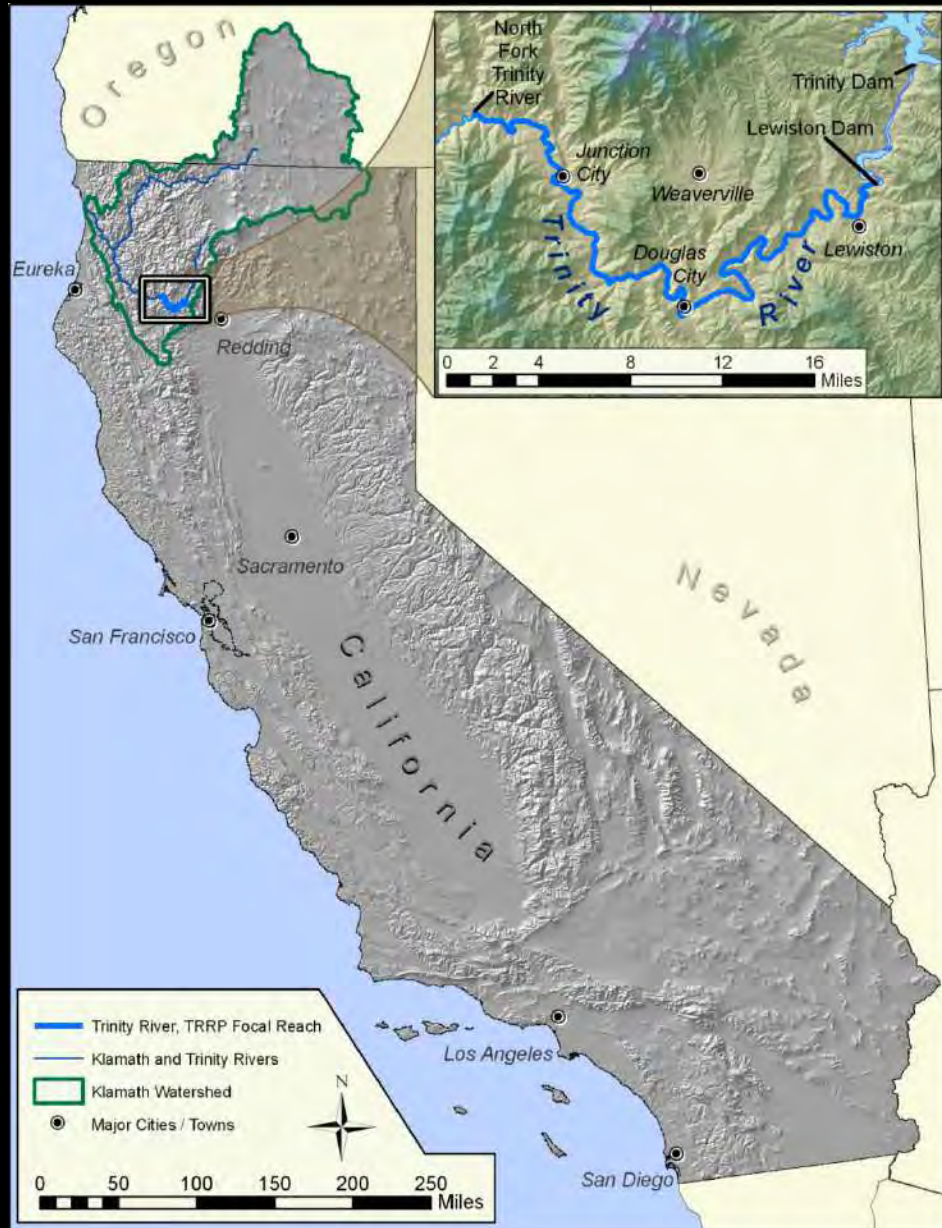 Oregon
Eureka
Redding
Sacramento
San Francisco
California
Nevada
Los Angeles
San Diego
North
Fork
Trinity
River
Trinity Dam
Lewiston Dam
Junction
City
Weaverville
Lewiston
Douglas
City
Trinity
River
0 2 4 8 12 16
Miles
Trinity River, TRRP Focal Reach
Klamath and Trinity Rivers
Klamath Watershed
Major Cities / Towns
N
0 50 100 150 200 250
Miles